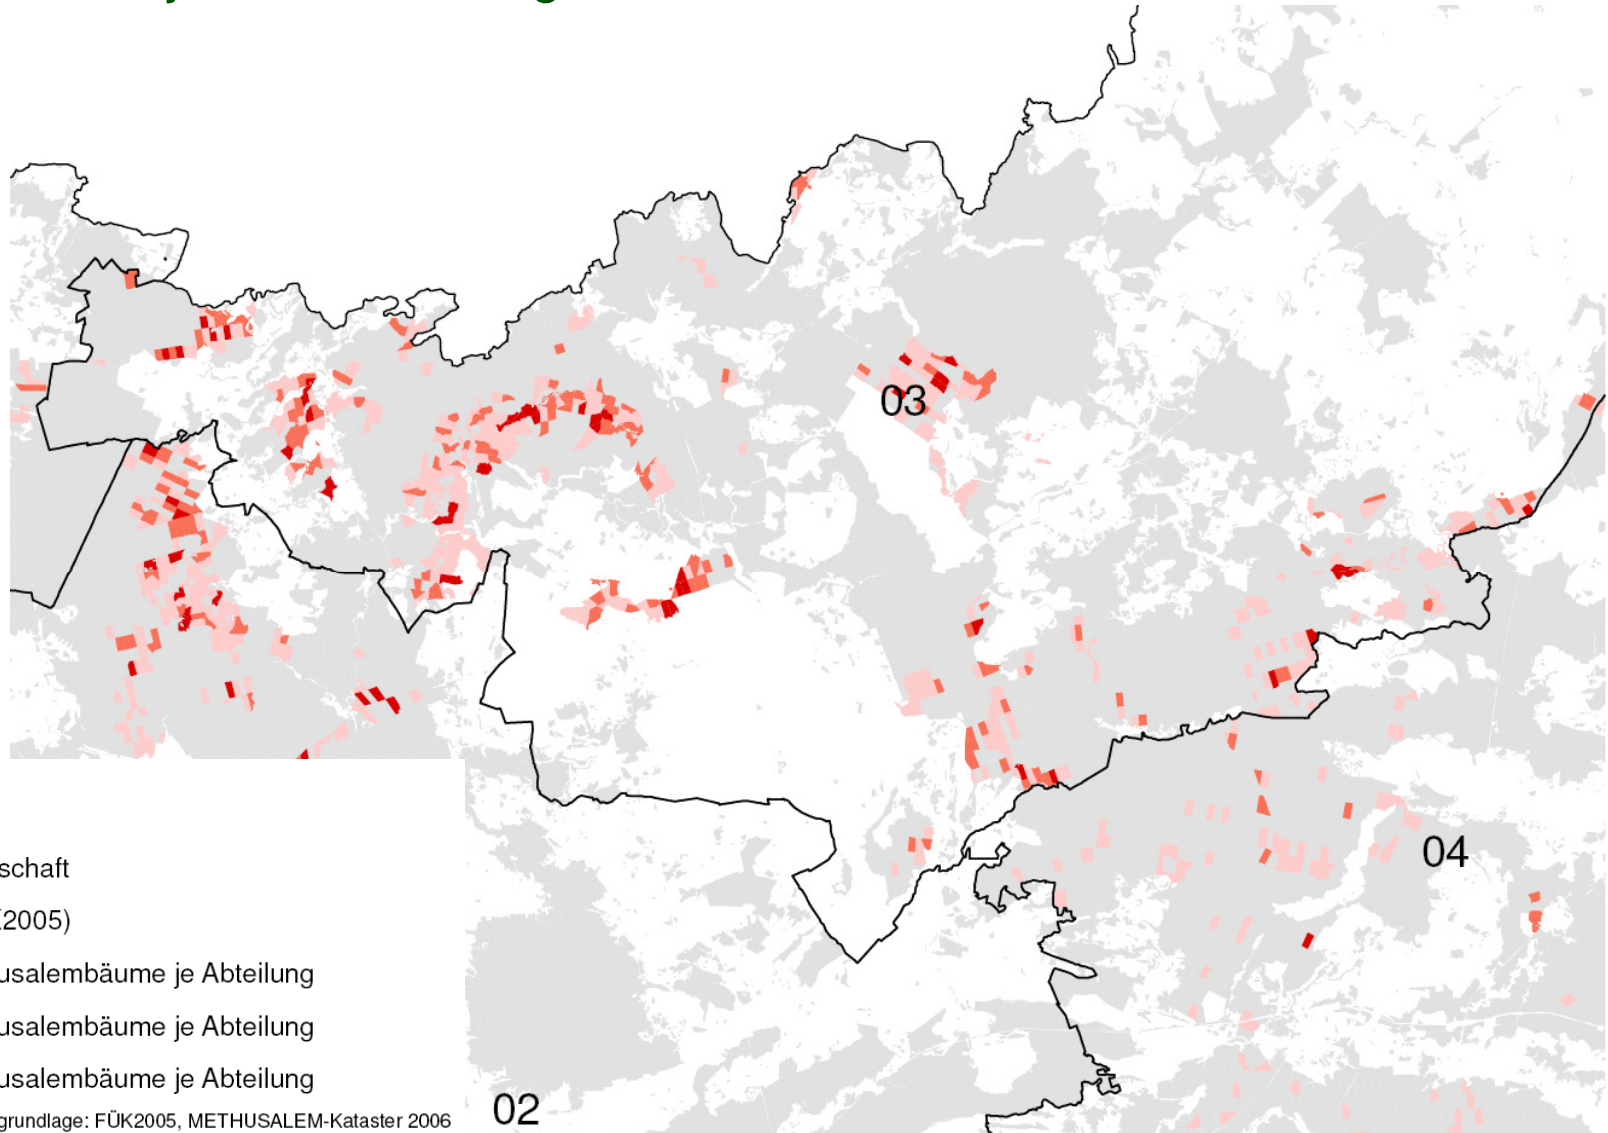 03
04
schaft
2005)
usalembäume je Abteilung
usalembäume je Abteilung
usalembäume je Abteilung
grundlage: FÜK2005, METHUSALEM-Kataster 2006
02